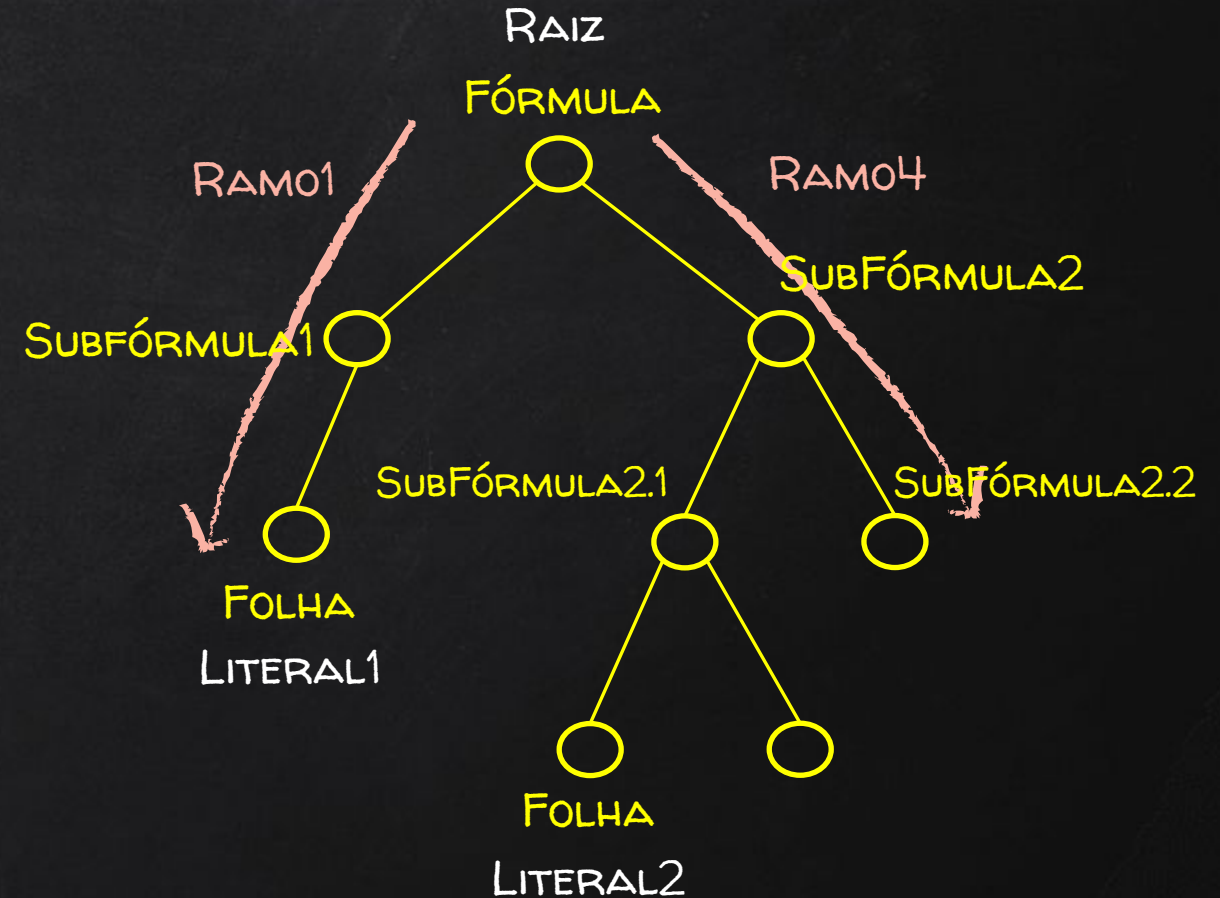 Raiz
Fórmula
Ramo1
Ramo4
SubFórmula2
Subfórmula1
SubFórmula2.1
SubFórmula2.2
Folha
Literal1
Folha
Literal2